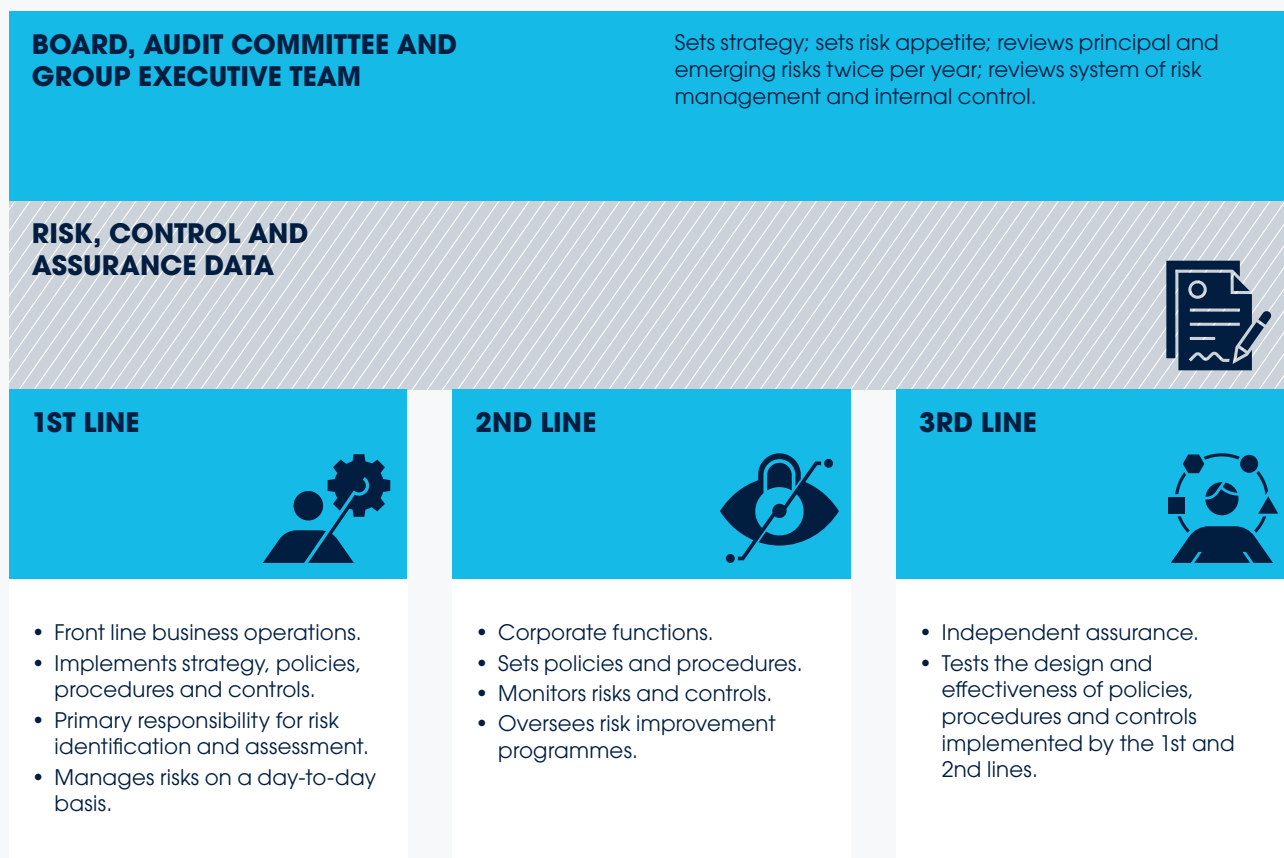 BOARD, AUDIT COMMITTEE AND
GROUP EXECUTIVE TEAM
Sets strategy; sets risk appetite; reviews principal and
emerging risks twice per year; reviews system of risk
management and internal control.
RISK, CONTROL AND
ASSURANCE DATA
1ST LINE
• Front line business operations.
• Implements strategy, policies,
procedures and controls.
• Primary responsibility for risk
identification and assessment.
• Manages risks on a day-to-day
basis.
2ND LINE
• Corporate functions.
• Sets policies and procedures.
• Monitors risks and controls.
• Oversees risk improvement
programmes.
3RD LINE
• Independent assurance.
• Tests the design and
effectiveness of policies,
procedures and controls
implemented by the 1st and
2nd lines.